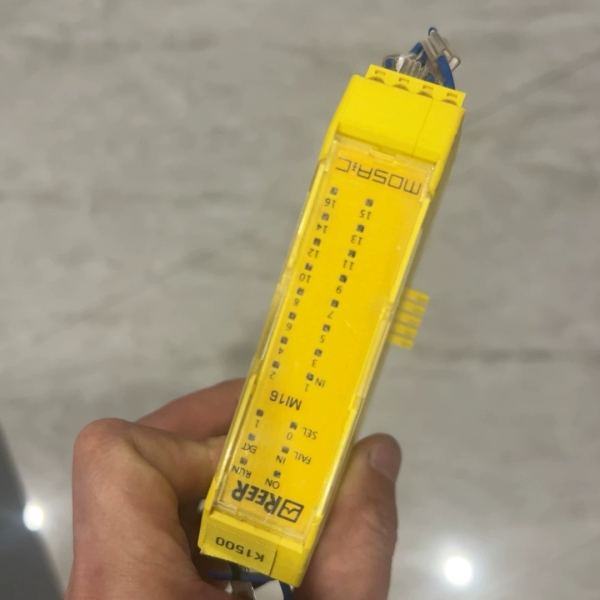 K1500
REER
ON RUN
IN FAIL EXT
SEL 0 1
MI16
IN 1 2
3 4
5 6
7 8
9 10
11 12
13 14
15 16
MOSAIC